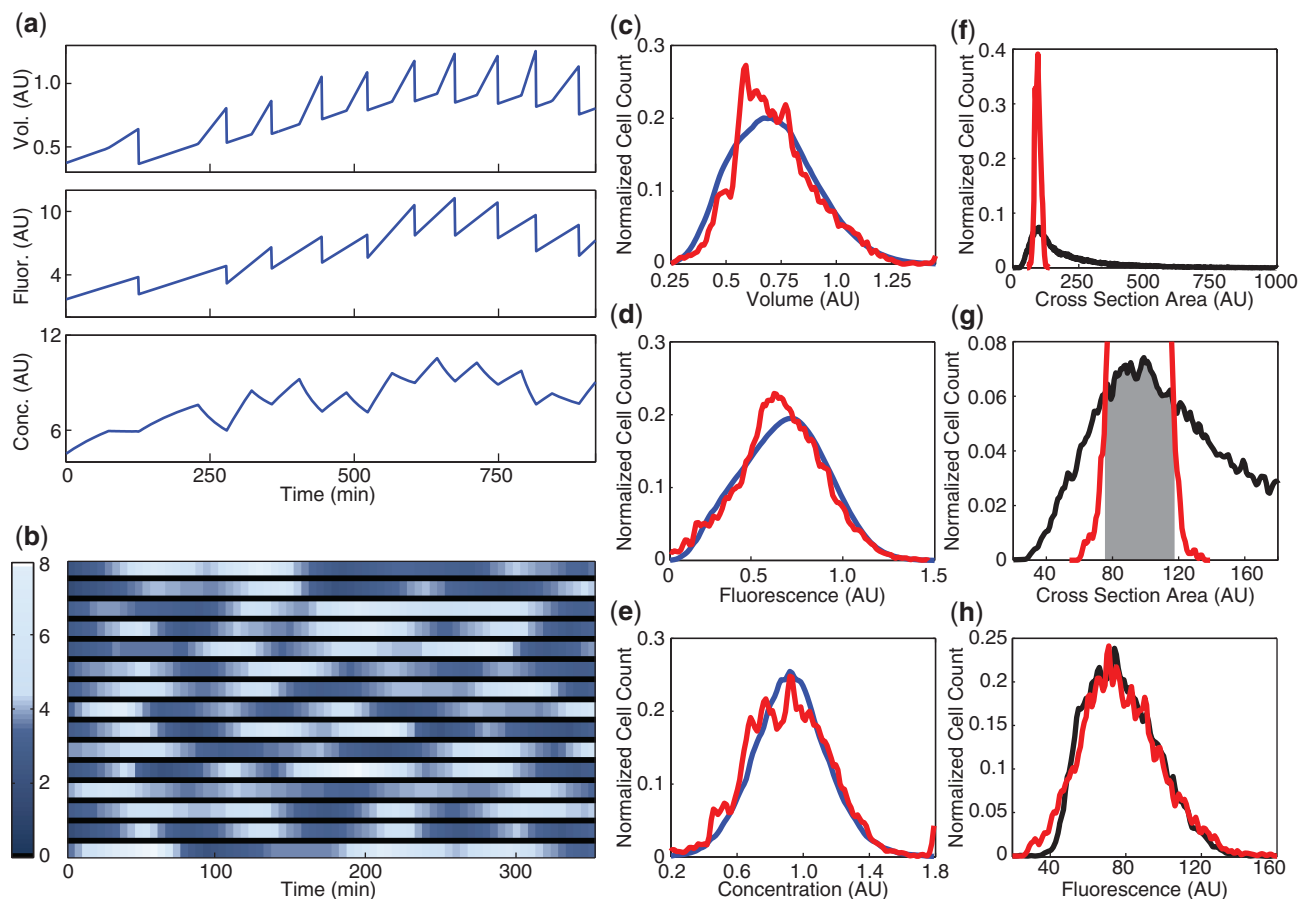 (a)
Vol. (AU)
1.0
0.5
Fluor. (AU)
10
4
Conc. (AU)
12
6
0
250
500
750
Time (min)
(b)
8
6
4
2
0
0
100
200
300
Time (min)
(c)
Normalized Cell Count
0.3
0.2
0.1
0
0.25
0.5
0.75
1.00
1.25
Volume (AU)
(d)
Normalized Cell Count
0.3
0.2
0.1
0
0
0.5
1.0
1.5
Fluorescence (AU)
(e)
Normalized Cell Count
0.3
0.2
0.1
0
0.2
0.6
1.0
1.4
1.8
Concentration (AU)
(f)
Normalized Cell Count
0.4
0.3
0.2
0.1
0
0
250
500
750
1000
Cross Section Area (AU)
(g)
Normalized Cell Count
0.08
0.06
0.04
0.02
0
40
80
120
160
Cross Section Area (AU)
(h)
Normalized Cell Count
0.25
0.20
0.15
0.10
0.05
0
40
80
120
160
Fluorescence (AU)